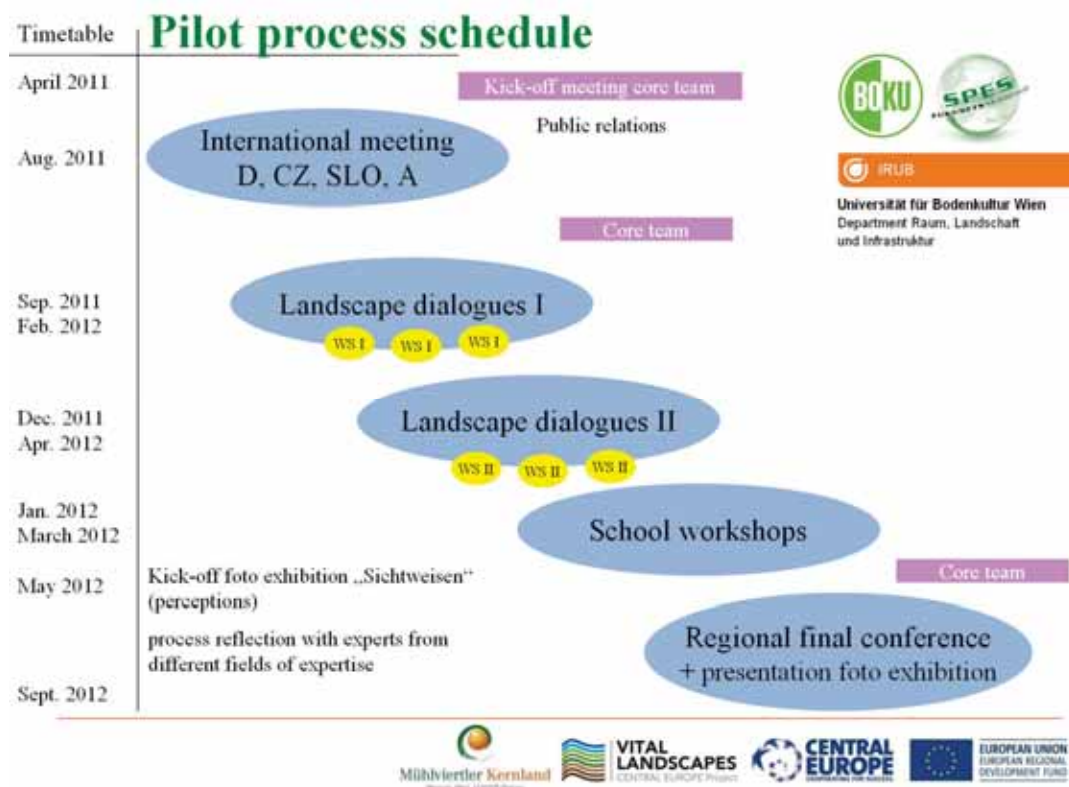 Timetable
Pilot process schedule
April 2011
Kick-off meeting core team
Public relations
International meeting
D, CZ, SLO, A
Aug. 2011
BOKU
SPES
IRUB
Universität für Bodenkultur Wien
Department Raum, Landschaft
und Infrastruktur
Core team
Sep. 2011
Feb. 2012
Landscape dialogues I
WS I
WS I
WS I
Dec. 2011
Apr. 2012
Landscape dialogues II
WS II
WS II
WS II
Jan. 2012
March 2012
School workshops
May 2012
Kick-off foto exhibition „Sichtweisen“
(perceptions)
Core team
process reflection with experts from
different fields of expertise
Regional final conference
+ presentation foto exhibition
Sept. 2012
Mühlviertler Kernland
VITAL
LANDSCAPES
CENTRAL EUROPE Project
CENTRAL
EUROPE
COOPERATING FOR SUCCESS.
EUROPEAN UNION
EUROPEAN REGIONAL
DEVELOPMENT FUND